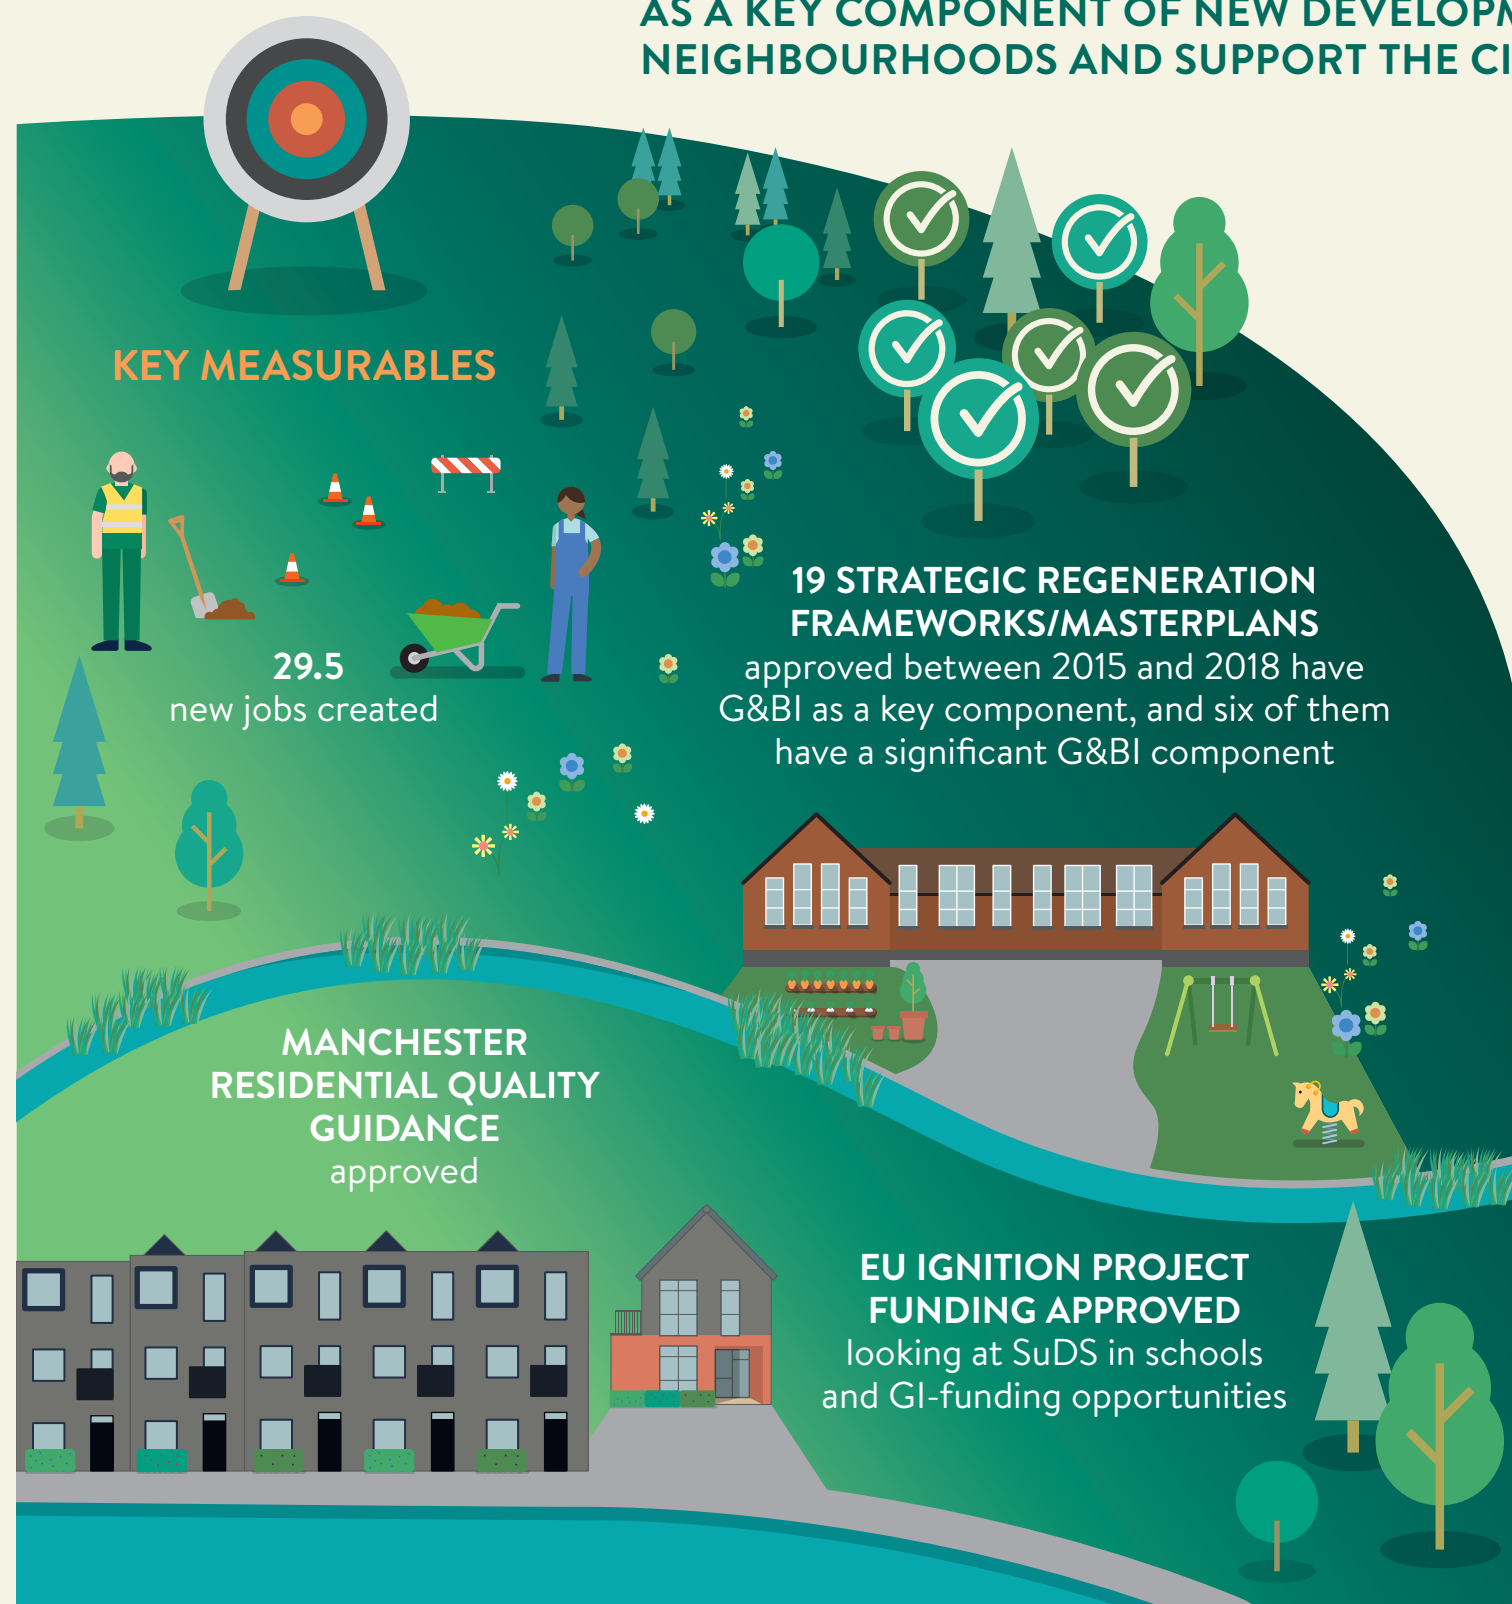 AS A KEY COMPONENT OF NEW
NEIGHBOURHOODS AND SUPPORT THE
KEY MEASURABLES
29.5
new jobs created
19 STRATEGIC REGENERATION
FRAMEWORKS/MASTERPLANS
approved between 2015 and 2018 have
G&BI as a key component, and six of them
have a significant G&BI component
MANCHESTER
RESIDENTIAL QUALITY
GUIDANCE
approved
EU IGNITION PROJECT
FUNDING APPROVED
looking at SuDS in schools
and GI-funding opportunities